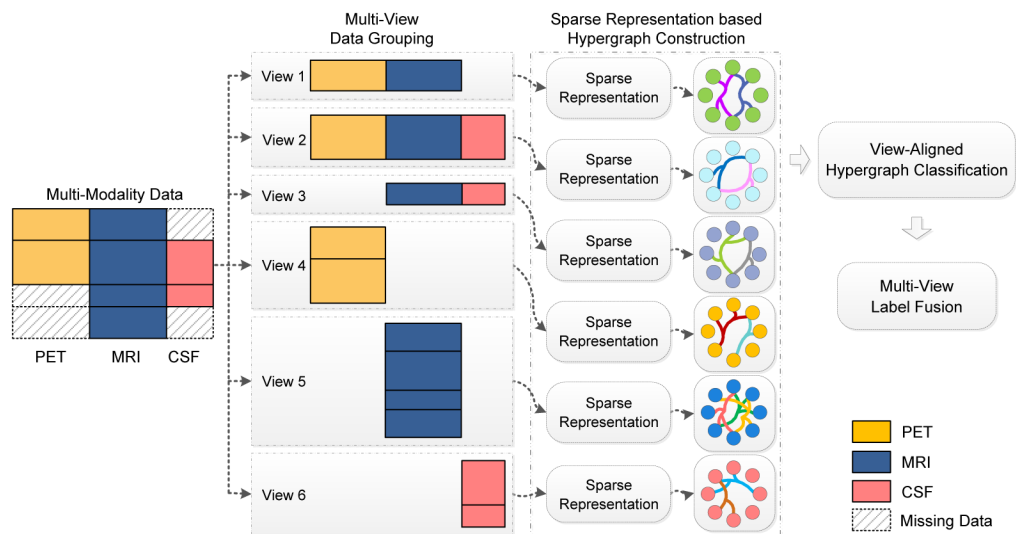 Multi-View
Data Grouping
Sparse Representation based
Hypergraph Construction
Multi-Modality Data
PET
MRI
CSF
View 1
View 2
View 3
View 4
View 5
View 6
Sparse
Representation
Sparse
Representation
Sparse
Representation
Sparse
Representation
Sparse
Representation
Sparse
Representation
View-Aligned
Hypergraph Classification
Multi-View
Label Fusion
PET
MRI
CSF
Missing Data